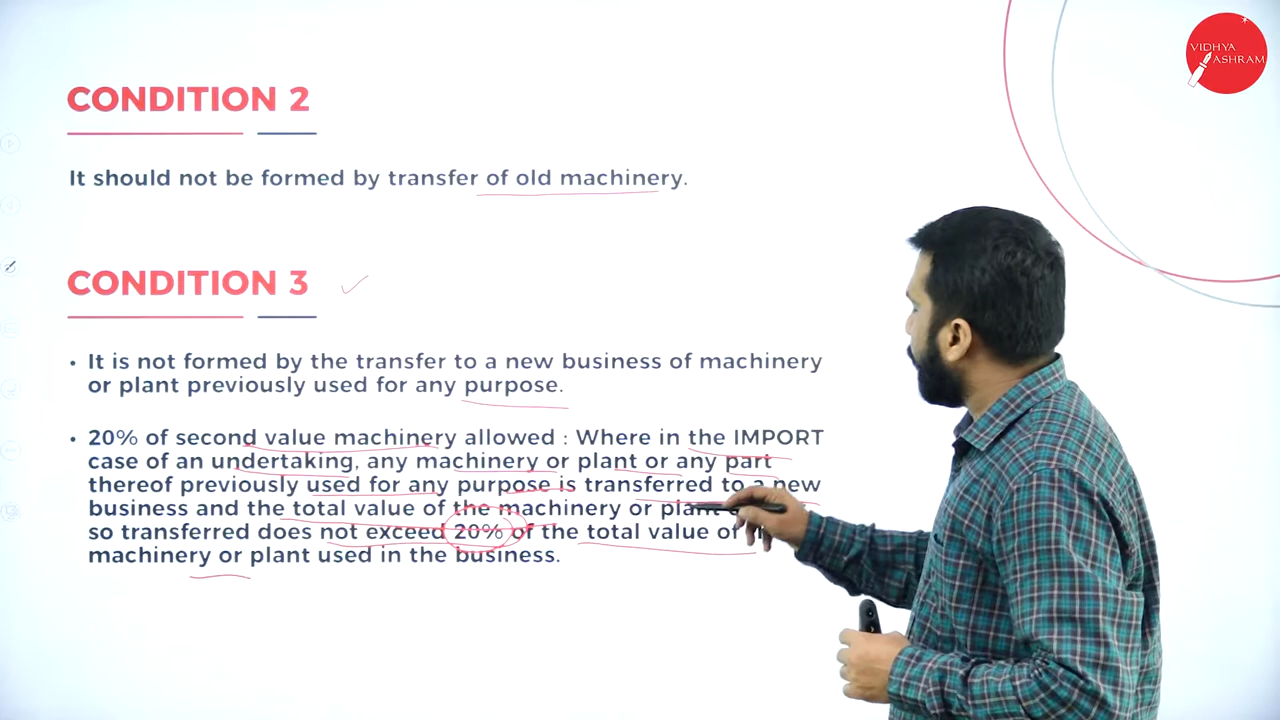 VIDHYA
ASHRAM
CONDITION 2
It should not be formed by transfer of old machinery.
CONDITION 3
• It is not formed by the transfer to a new business of machinery
or plant previously used for any purpose.
• 20% of second value machinery allowed : Where in the IMPORT
case of an undertaking, any machinery or plant or any part
thereof previously used for any purpose is transferred to a new
business and the total value of the machinery or
so transferred does not exceed 20% of the total value of
machinery or plant used in the business.